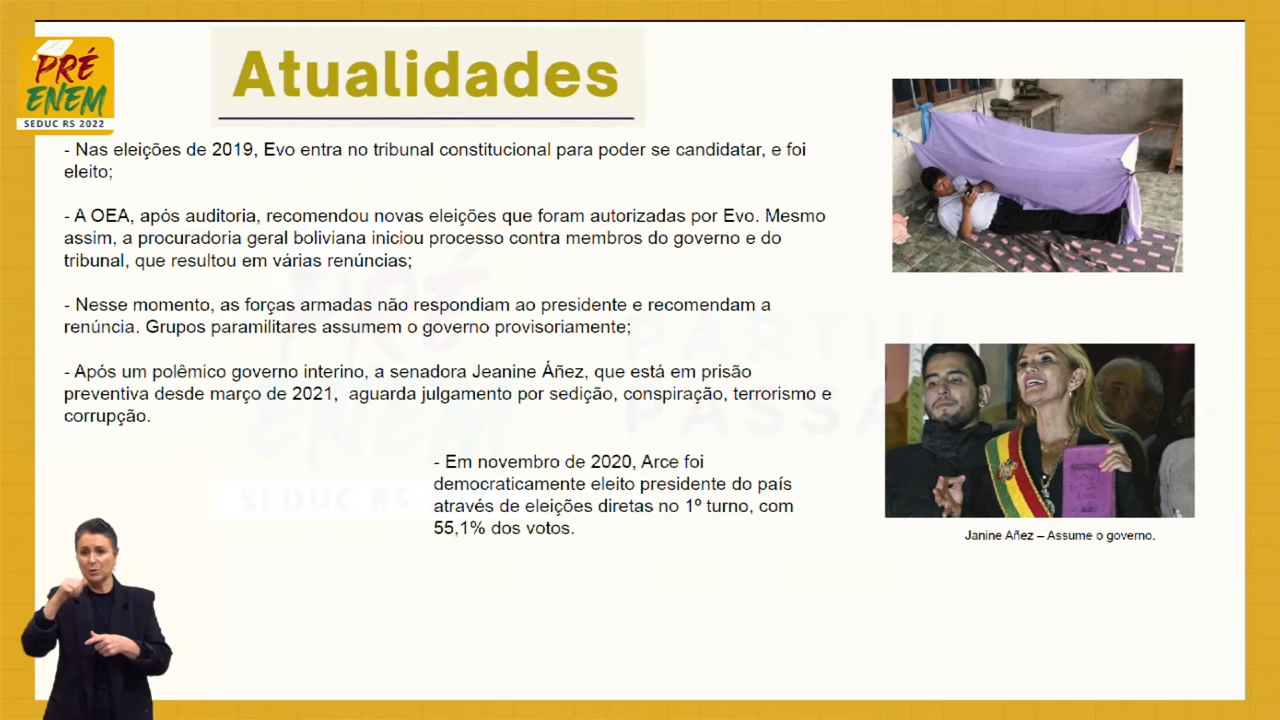 PRÉ
ENEM
SEDUC RS 2022
Atualidades
- Nas eleições de 2019, Evo entra no tribunal constitucional para poder se candidatar, e foi
eleito;
- A OEA, após auditoria, recomendou novas eleições que foram autorizadas por Evo. Mesmo
assim, a procuradoria geral boliviana iniciou processo contra membros do governo e do
tribunal, que resultou em várias renúncias;
- Nesse momento, as forças armadas não respondiam ao presidente e recomendam a
renúncia. Grupos paramilitares assumem o governo provisoriamente;
- Após um polêmico governo interino, a senadora Jeanine Áñez, que está em prisão
preventiva desde março de 2021, aguarda julgamento por sedição, conspiração, terrorismo e
corrupção.
- Em novembro de 2020, Arce foi
democraticamente eleito presidente do país
através de eleições diretas no 1º turno, com
55,1% dos votos.
Janine Añez – Assume o governo.